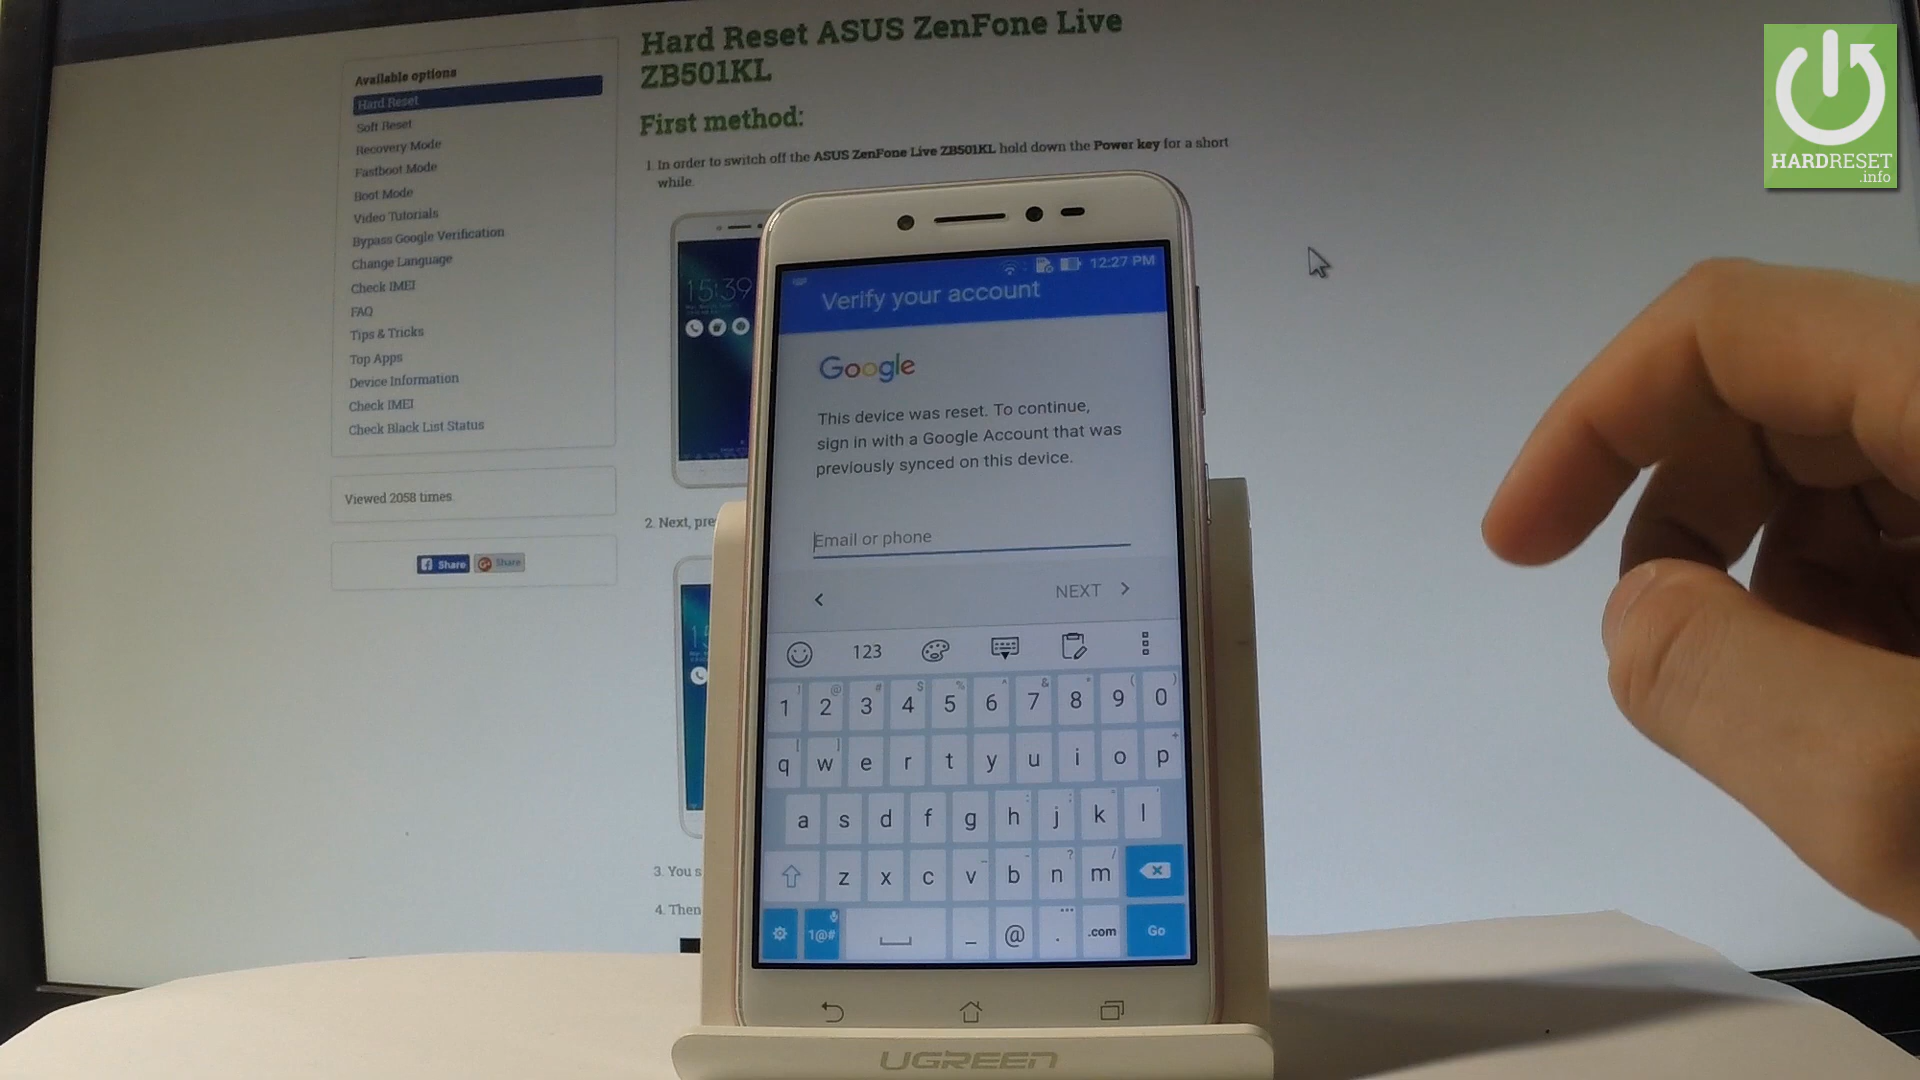 Hard Reset ASUS ZenFone Live
ZB501KL
First method:
1. In order to switch off the ASUS ZenFone Live ZB501KL hold down the Power key for a short
while.
2. Next, pre
3. You s
4. Then
Available options
Hard Reset
Soft Reset
Recovery Mode
Fastboot Mode
Boot Mode
Video Tutorials
Bypass Google Verification
Change Language
Check IMEI
FAQ
Tips & Tricks
Top Apps
Device Information
Check IMEI
Check Black List Status
Viewed 2058 times.
Share
Share
15:39
HARDRESET
.info
12:27 PM
Verify your account
Google
This device was reset. To continue,
sign in with a Google Account that was
previously synced on this device.
Email or phone
< NEXT >
123
1 2 3 4 5 6 7 8 9 0
q w e r t y u i o p
a s d f g h j k l
z x c v b n m
1@# _ @ . .com Go
UGREEN